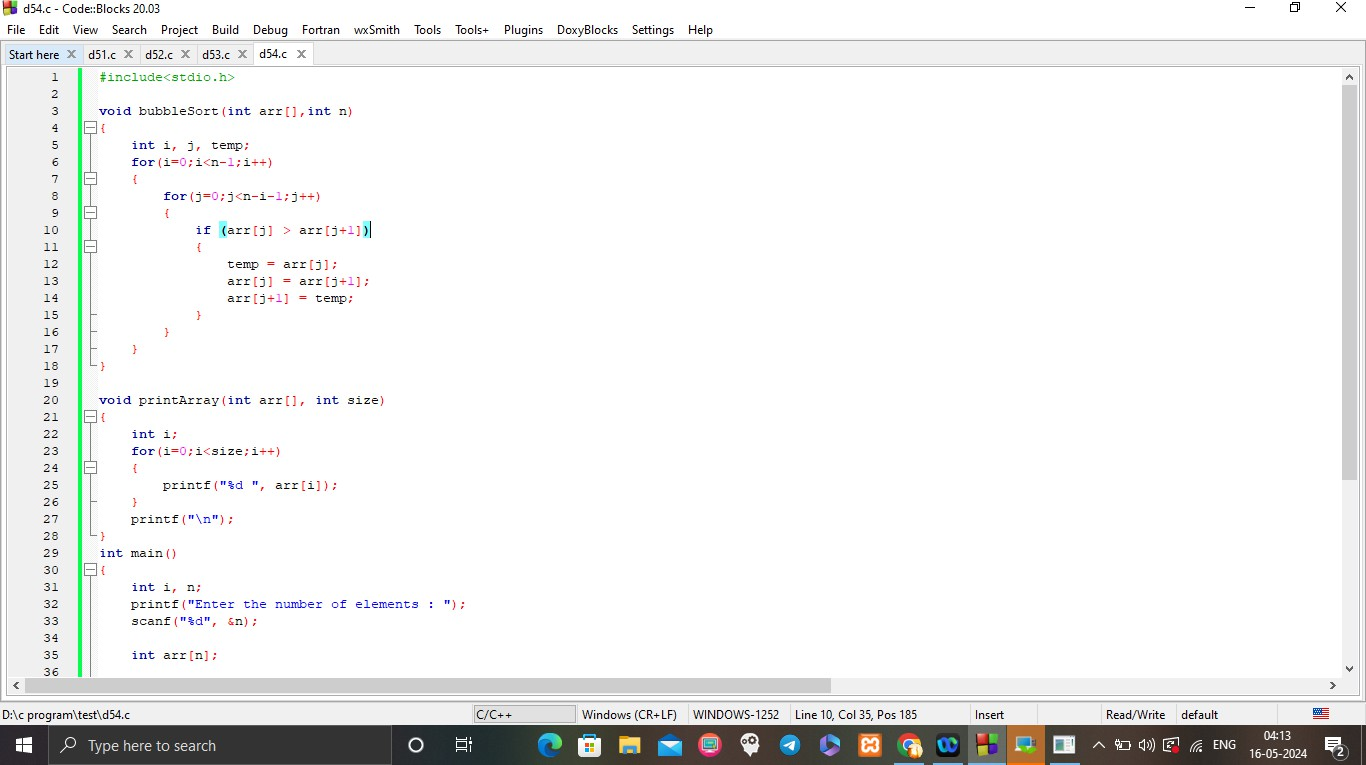 d54.c - Code::Blocks 20.03
File Edit View Search Project Build Debug Fortran wxSmith Tools Tools+ Plugins DoxyBlocks Settings Help
Start here d51.c d52.c d53.c d54.c
1 #include<stdio.h>
2
3 void bubbleSort(int arr[],int n)
4 {
5 int i, j, temp;
6 for(i=0;i<n-1;i++)
7 {
8 for(j=0;j<n-i-1;j++)
9 {
10 if (arr[j] > arr[j+1])
11 {
12 temp = arr[j];
13 arr[j] = arr[j+1];
14 arr[j+1] = temp;
15 }
16 }
17 }
18 }
19
20 void printArray(int arr[], int size)
21 {
22 int i;
23 for(i=0;i<size;i++)
24 {
25 printf("%d ", arr[i]);
26 }
27 printf("\n");
28 }
29 int main()
30 {
31 int i, n;
32 printf("Enter the number of elements : ");
33 scanf("%d", &n);
34
35 int arr[n];
36
D:\c program\test\d54.c C/C++ Windows (CR+LF) WINDOWS-1252 Line 10, Col 35, Pos 185 Insert Read/Write default
Type here to search ENG 04:13
16-05-2024 2